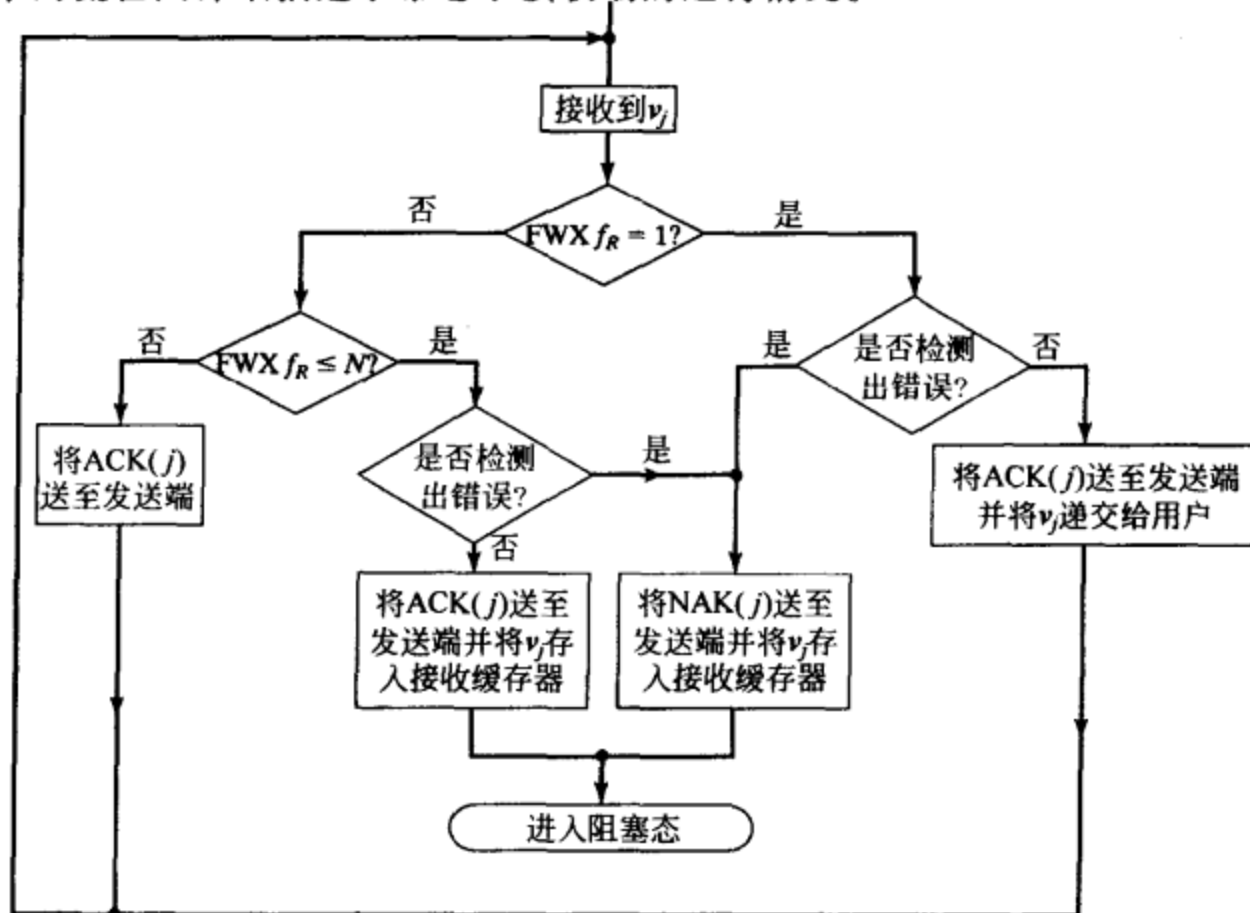 接收到vⱼ
否
是
FWX f_R = 1?
否
是
FWX f_R ≤ N?
是
否
是否检测
出错误?
将ACK(j)
送至发送端
是否检测
出错误?
是
否
将ACK(j)送至发送端
并将vⱼ递交给用户
将ACK(j)送至
发送端并将vⱼ存
入接收缓存器
将NAK(j)送至
发送端并将vⱼ存
入接收缓存器
进入阻塞态